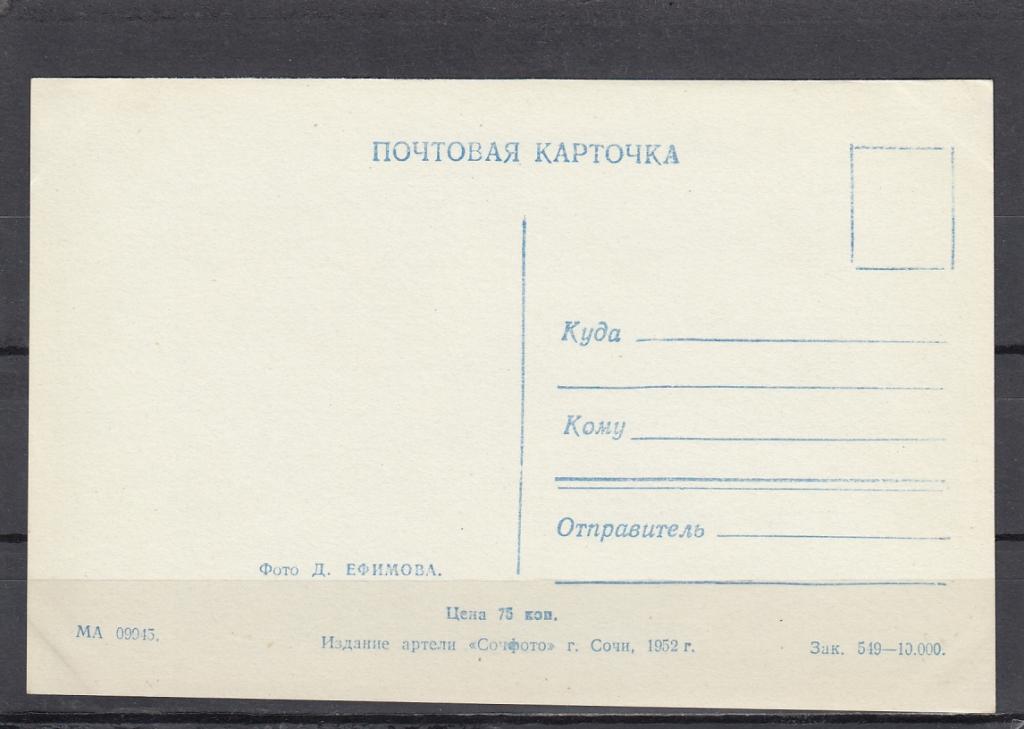 ПОЧТОВАЯ КАРТОЧКА
Куда
Кому
Отправитель
Фото Д. ЕФИМОВА.
Цена 75 коп.
МА 09945.
Издание артели «Сочфото» г. Сочи, 1952 г.
Зак. 549—10.000.